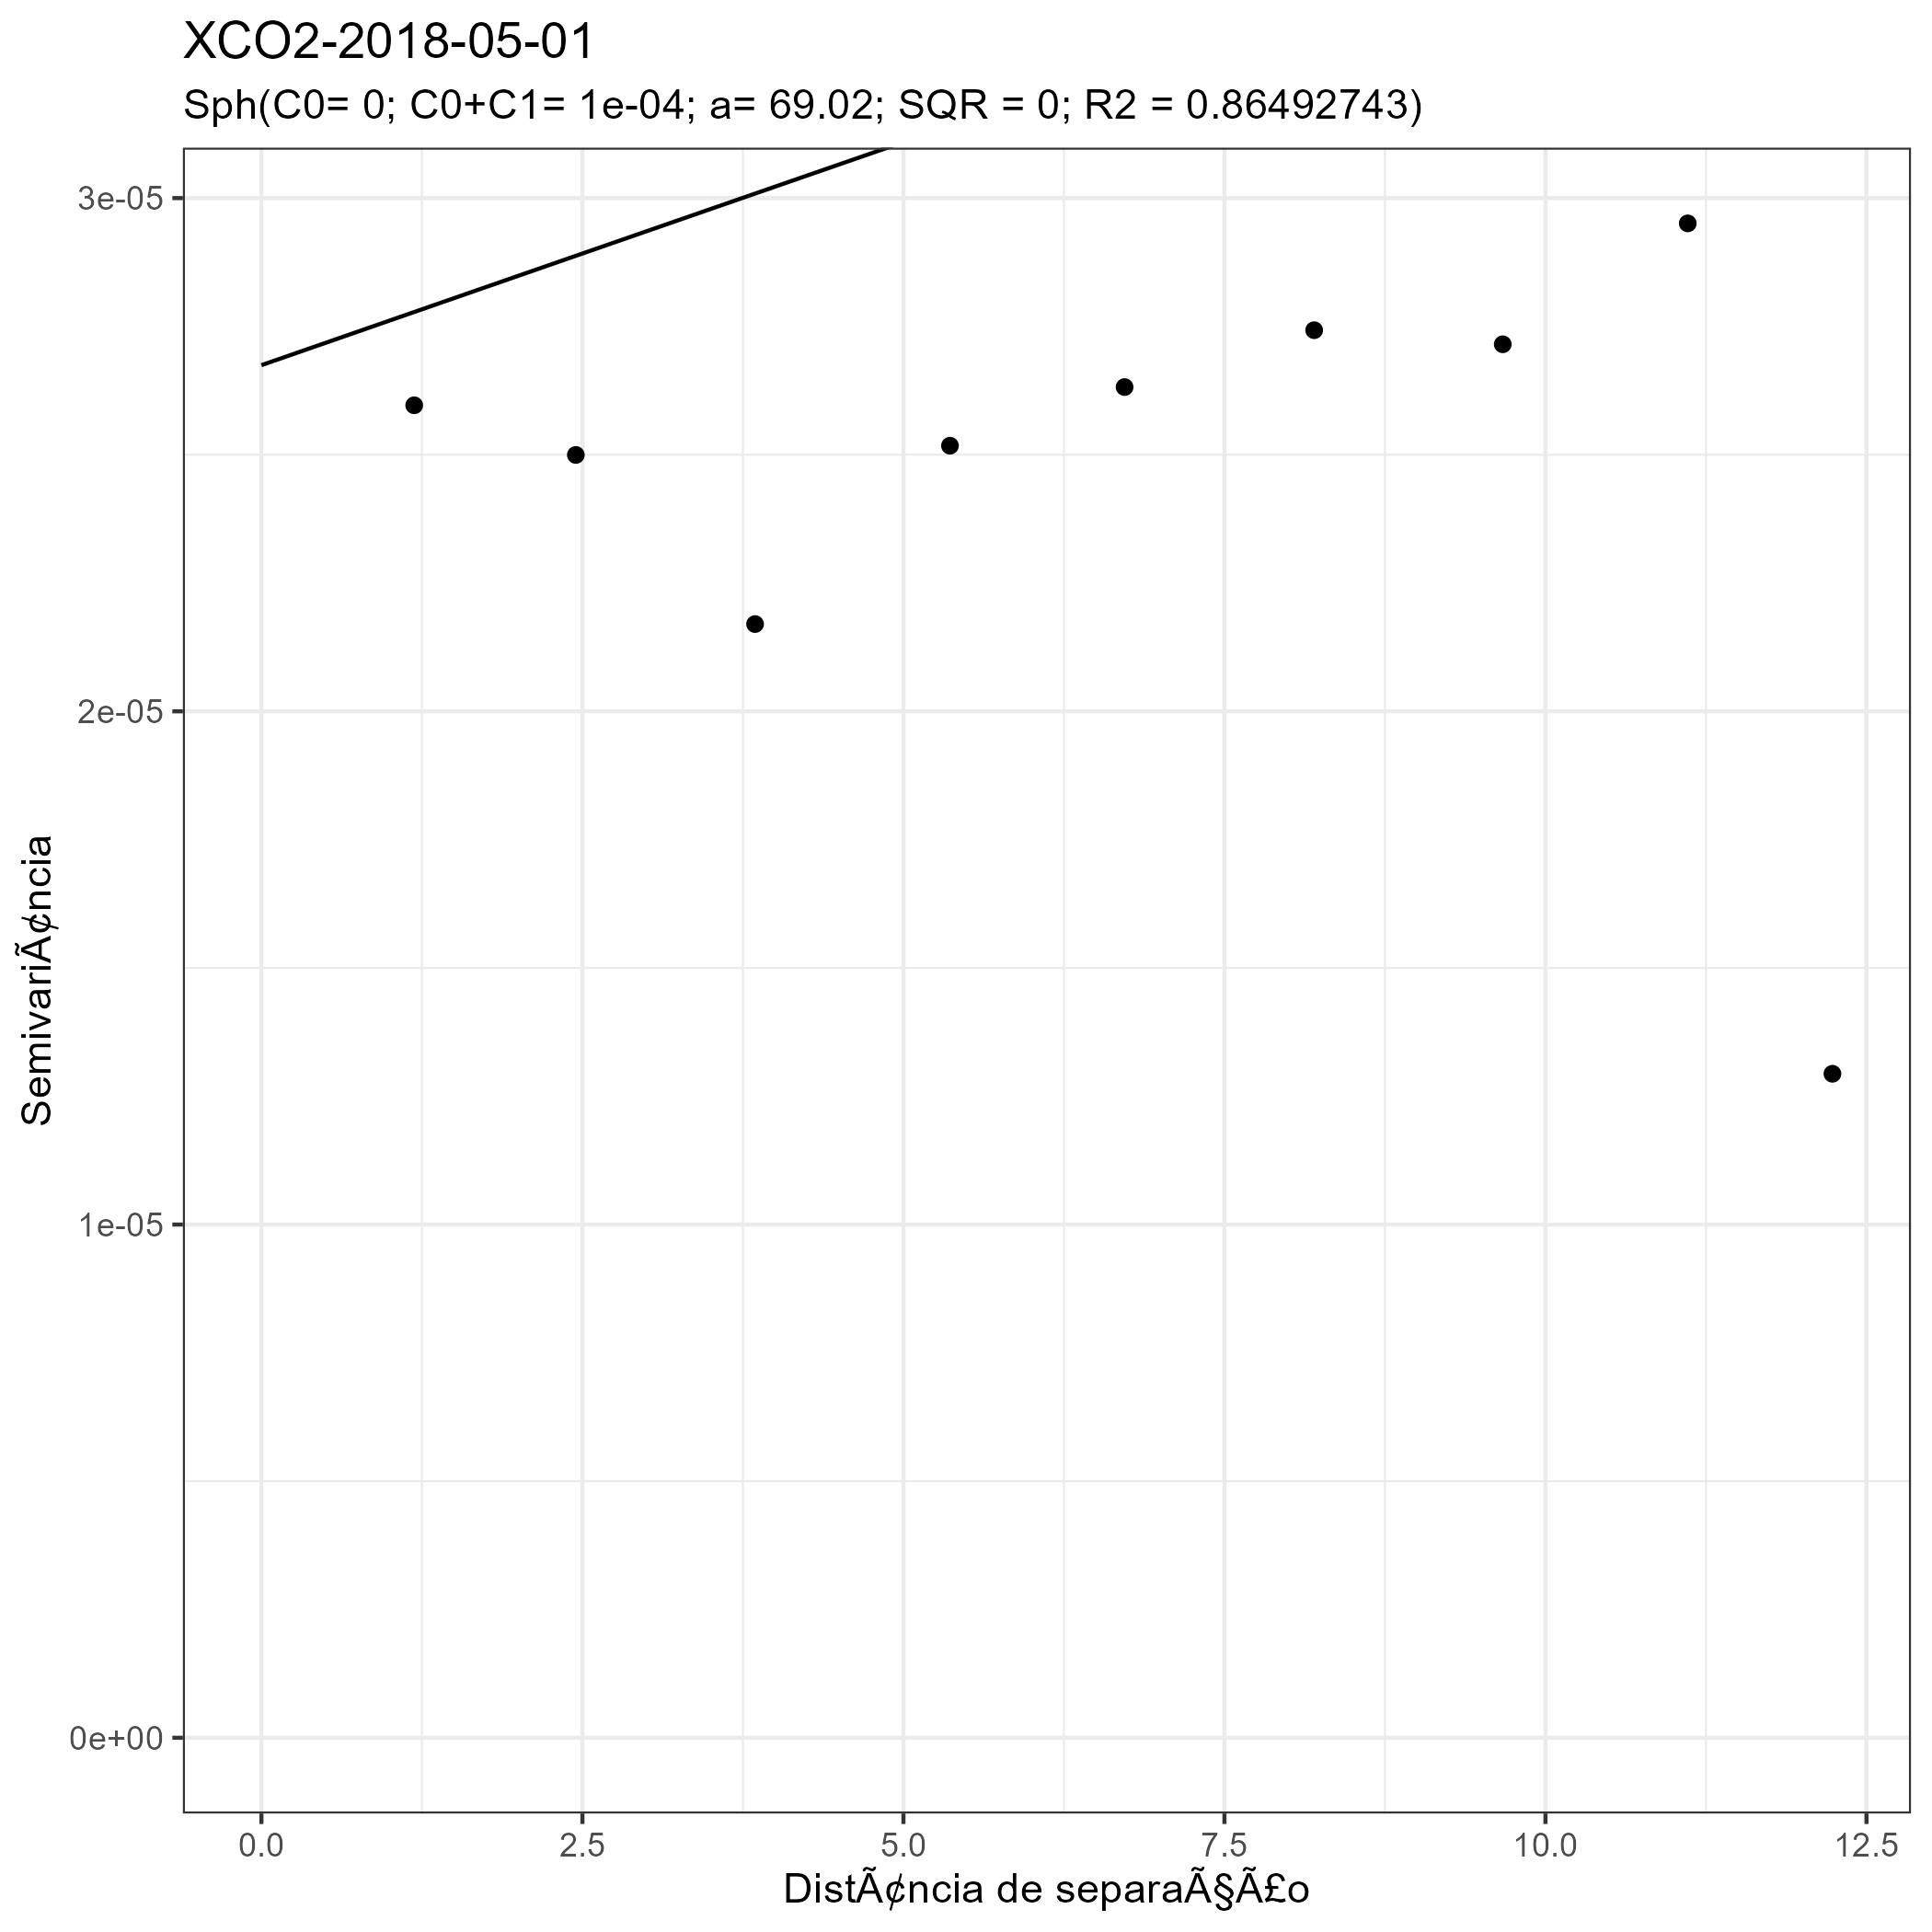 XCO2-2018-05-01
Sph(C0= 0; C0+C1= 1e-04; a= 69.02; SQR = 0; R2 = 0.86492743)
3e-05
2e-05
1e-05
0e+00
SemivariÃ¢ncia
0.0 2.5 5.0 7.5 10.0 12.5
DistÃ¢ncia de separaÃ§Ã£o